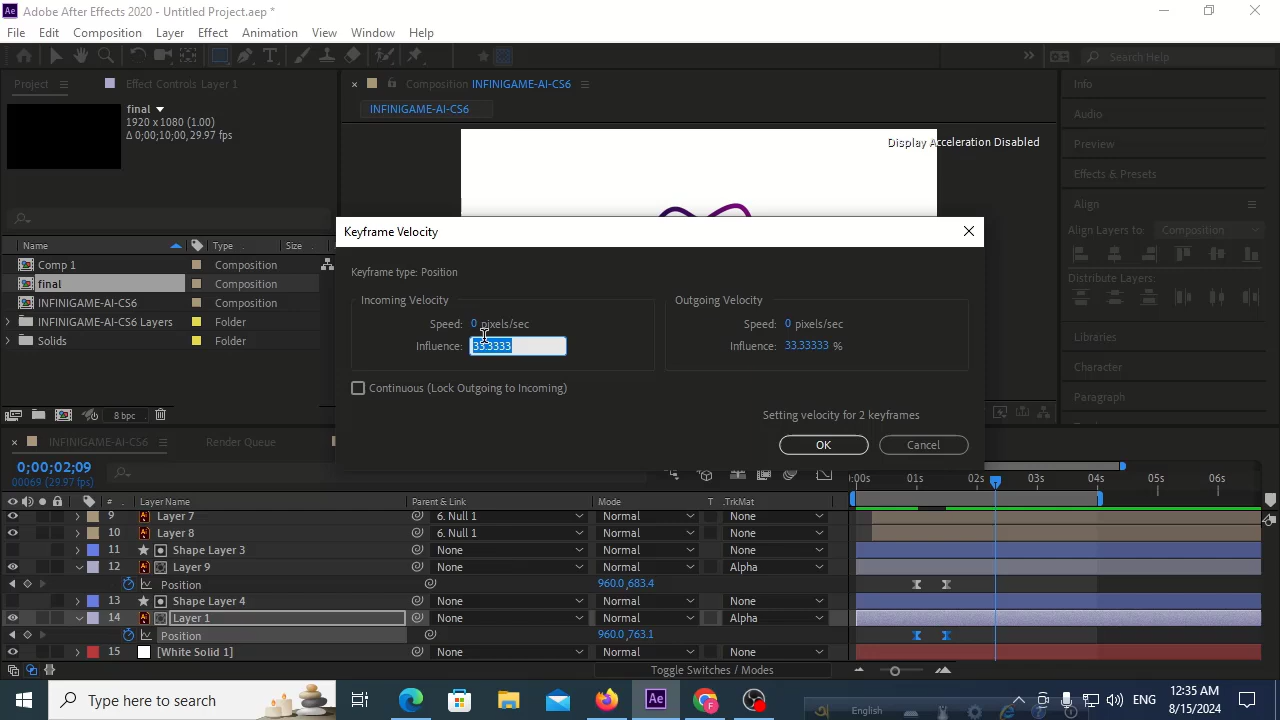 Adobe After Effects 2020 - Untitled Project.aep *
File Edit Composition Layer Effect Animation View Window Help
Search Help
Project Effect Controls Layer 1
Composition INFINIGAME-AI-CS6
INFINIGAME-AI-CS6
Info
Audio
Preview
Effects & Presets
Align
Align Layers to: Composition
Distribute Layers:
Libraries
Character
Paragraph
final
1920 x 1080 (1.00)
Δ 0;00;10;00, 29.97 fps
Display Acceleration Disabled
Name Type Size
Comp 1 Composition
final Composition
INFINIGAME-AI-CS6 Composition
INFINIGAME-AI-CS6 Layers Folder
Solids Folder
8 bpc
Keyframe Velocity
Keyframe type: Position
Incoming Velocity
Speed: 0 pixels/sec
Influence: 33.3333
Outgoing Velocity
Speed: 0 pixels/sec
Influence: 33.33333 %
Continuous (Lock Outgoing to Incoming)
Setting velocity for 2 keyframes
OK Cancel
INFINIGAME-AI-CS6 Render Queue
0;00;02;09
00069 (29.97 fps)
# Layer Name Parent & Link Mode T .TrkMat
0:00s 01s 02s 03s 04s 05s 06s
9 Layer 7 6. Null 1 Normal None
10 Layer 8 6. Null 1 Normal None
11 Shape Layer 3 None Normal None
12 Layer 9 None Normal Alpha
Position 960.0,683.4
13 Shape Layer 4 None Normal None
14 Layer 1 None Normal Alpha
Position 960.0,763.1
15 [White Solid 1] None Normal None
Toggle Switches / Modes
Type here to search
ENG
12:35 AM
8/15/2024
English